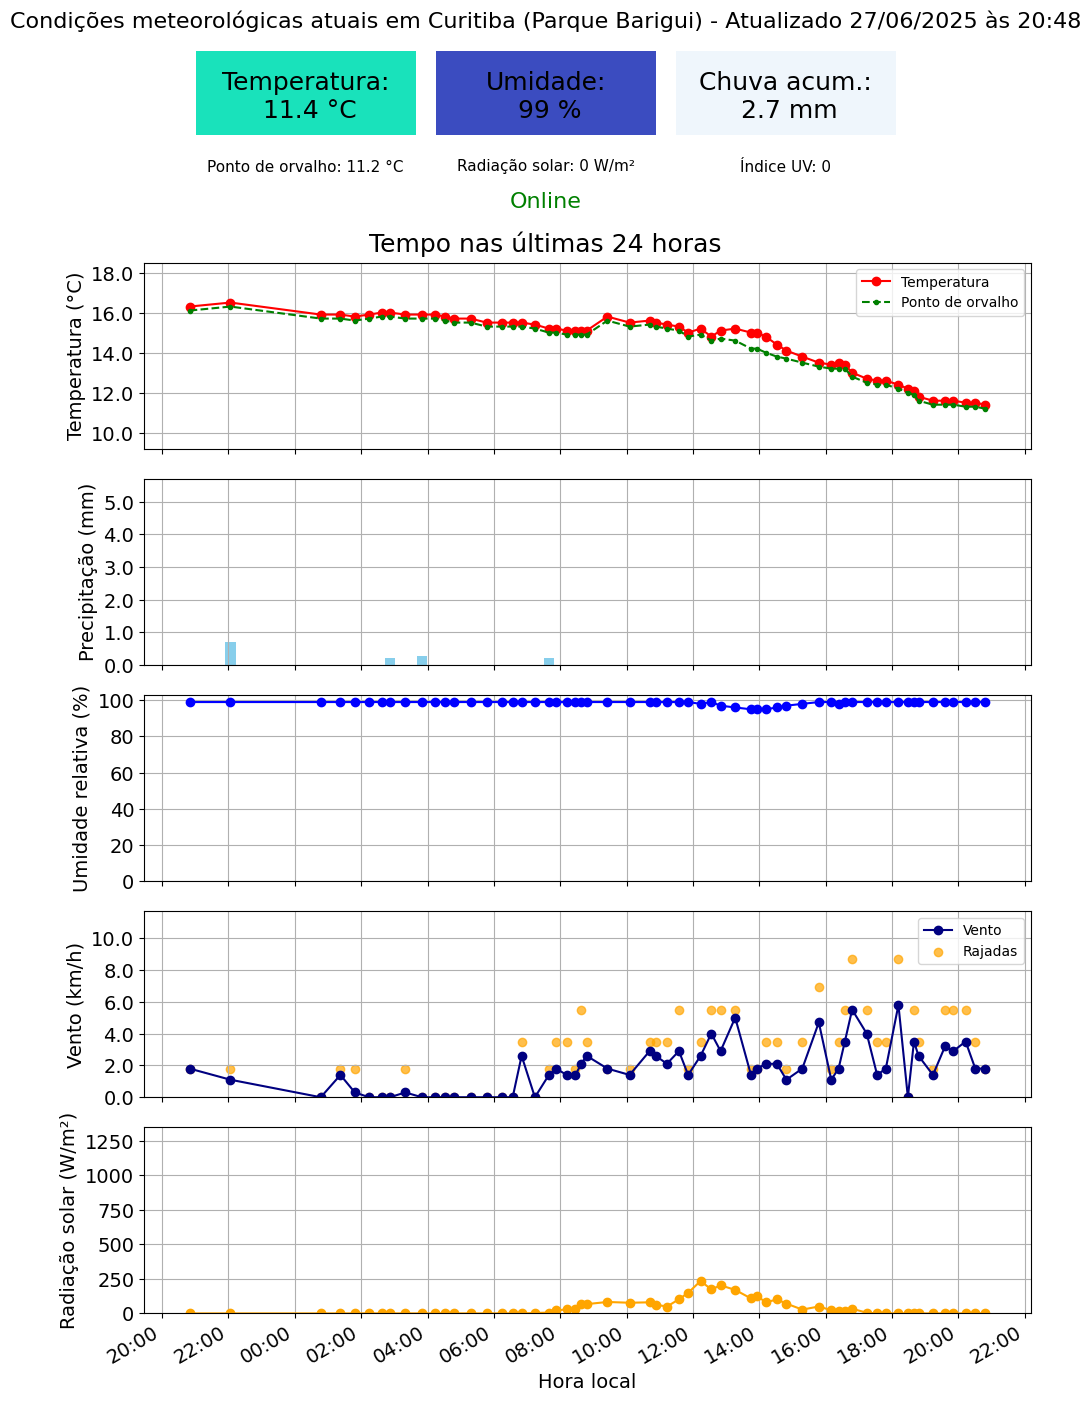 Condições meteorológicas atuais em Curitiba (Parque Barigui) - Atualizado 27/06/2025 às 20:48
Temperatura:
11.4 °C
Umidade:
99 %
Chuva acum.:
2.7 mm
Ponto de orvalho: 11.2 °C
Radiação solar: 0 W/m²
Índice UV: 0
Online
Tempo nas últimas 24 horas
Temperatura (°C)
18.0
16.0
14.0
12.0
10.0
Temperatura
Ponto de orvalho
Precipitação (mm)
5.0
4.0
3.0
2.0
1.0
0.0
Umidade relativa (%)
100
80
60
40
20
0
Vento (km/h)
10.0
8.0
6.0
4.0
2.0
0.0
Vento
Rajadas
Radiação solar (W/m²)
1250
1000
750
500
250
0
20:00
22:00
00:00
02:00
04:00
06:00
08:00
10:00
12:00
14:00
16:00
18:00
20:00
22:00
Hora local